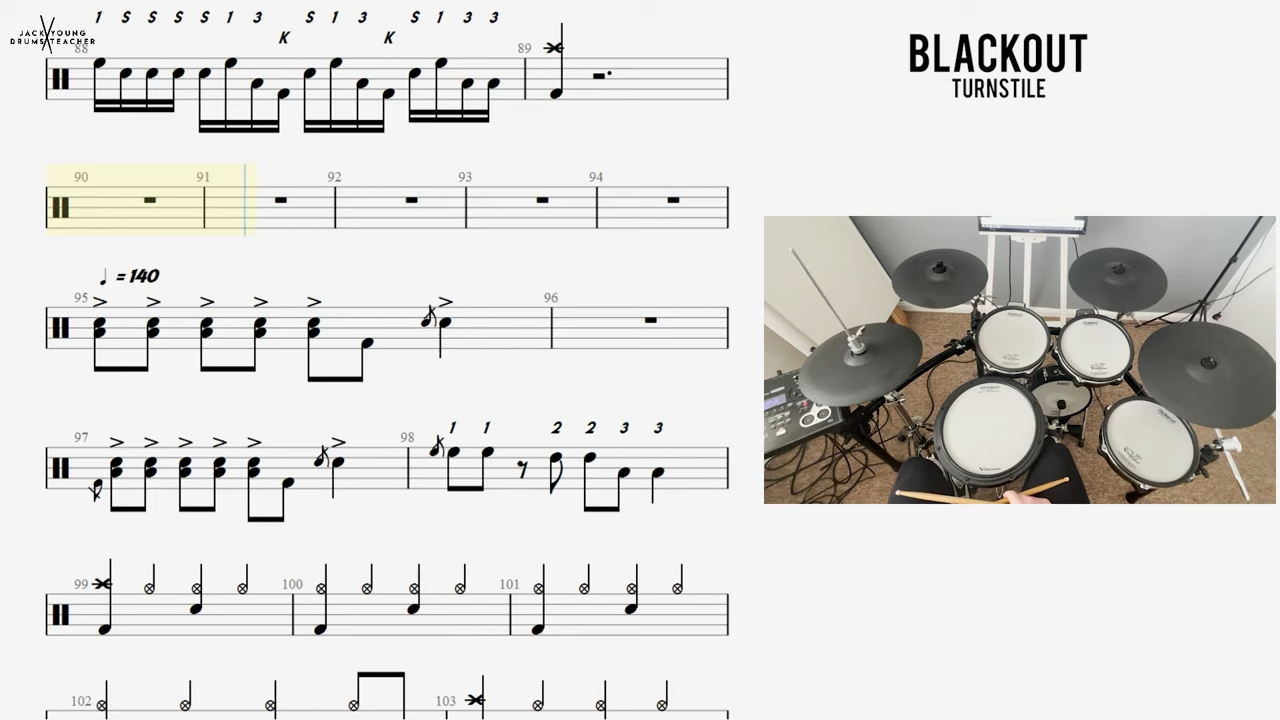 1 S S S S 1 3 S 1 3 S 1 3 3
K K
JACK YOUNG
DRUMS TEACHER
88 89
BLACKOUT
TURNSTILE
90 91 92 93 94
= 140
95 96
97 98 1 1 2 2 3 3
99 100 101
102 103